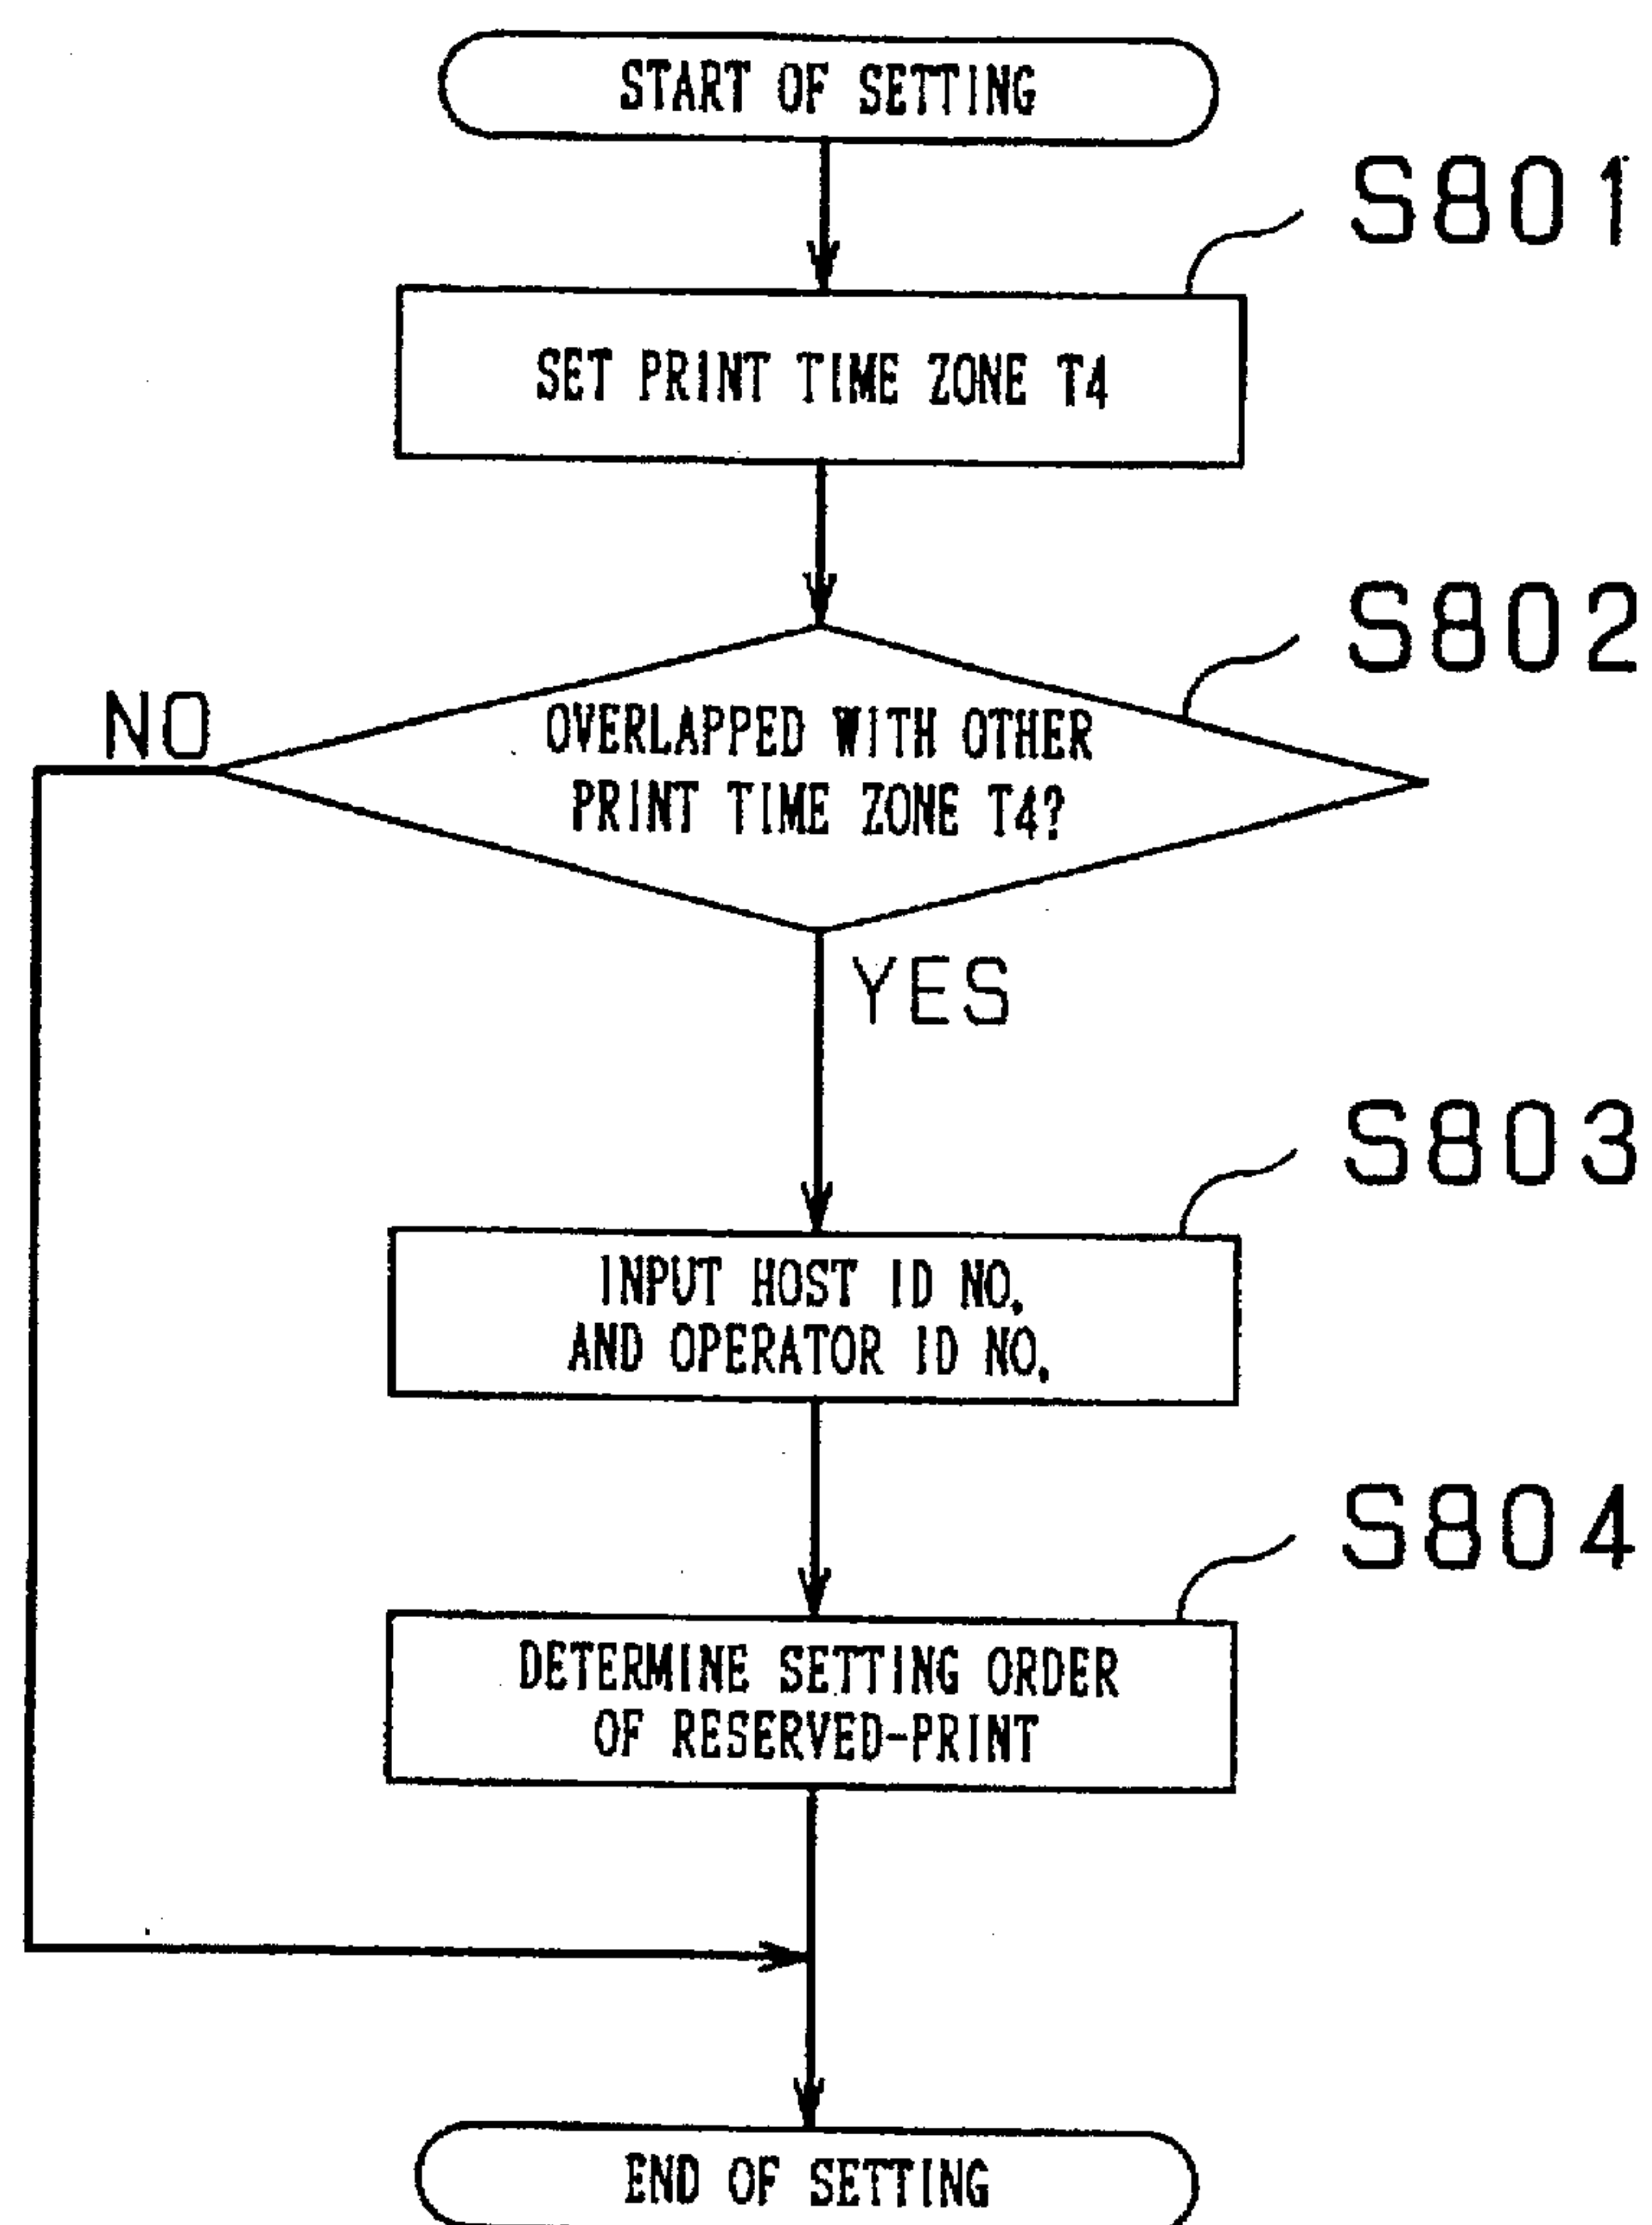 START OF SETTING
S801
SET PRINT TIME ZONE T4
S802
NO
OVERLAPPED WITH OTHER
PRINT TIME ZONE T4?
YES
S803
INPUT HOST ID NO.
AND OPERATOR ID NO.
S804
DETERMINE SETTING ORDER
OF RESERVED-PRINT
END OF SETTING